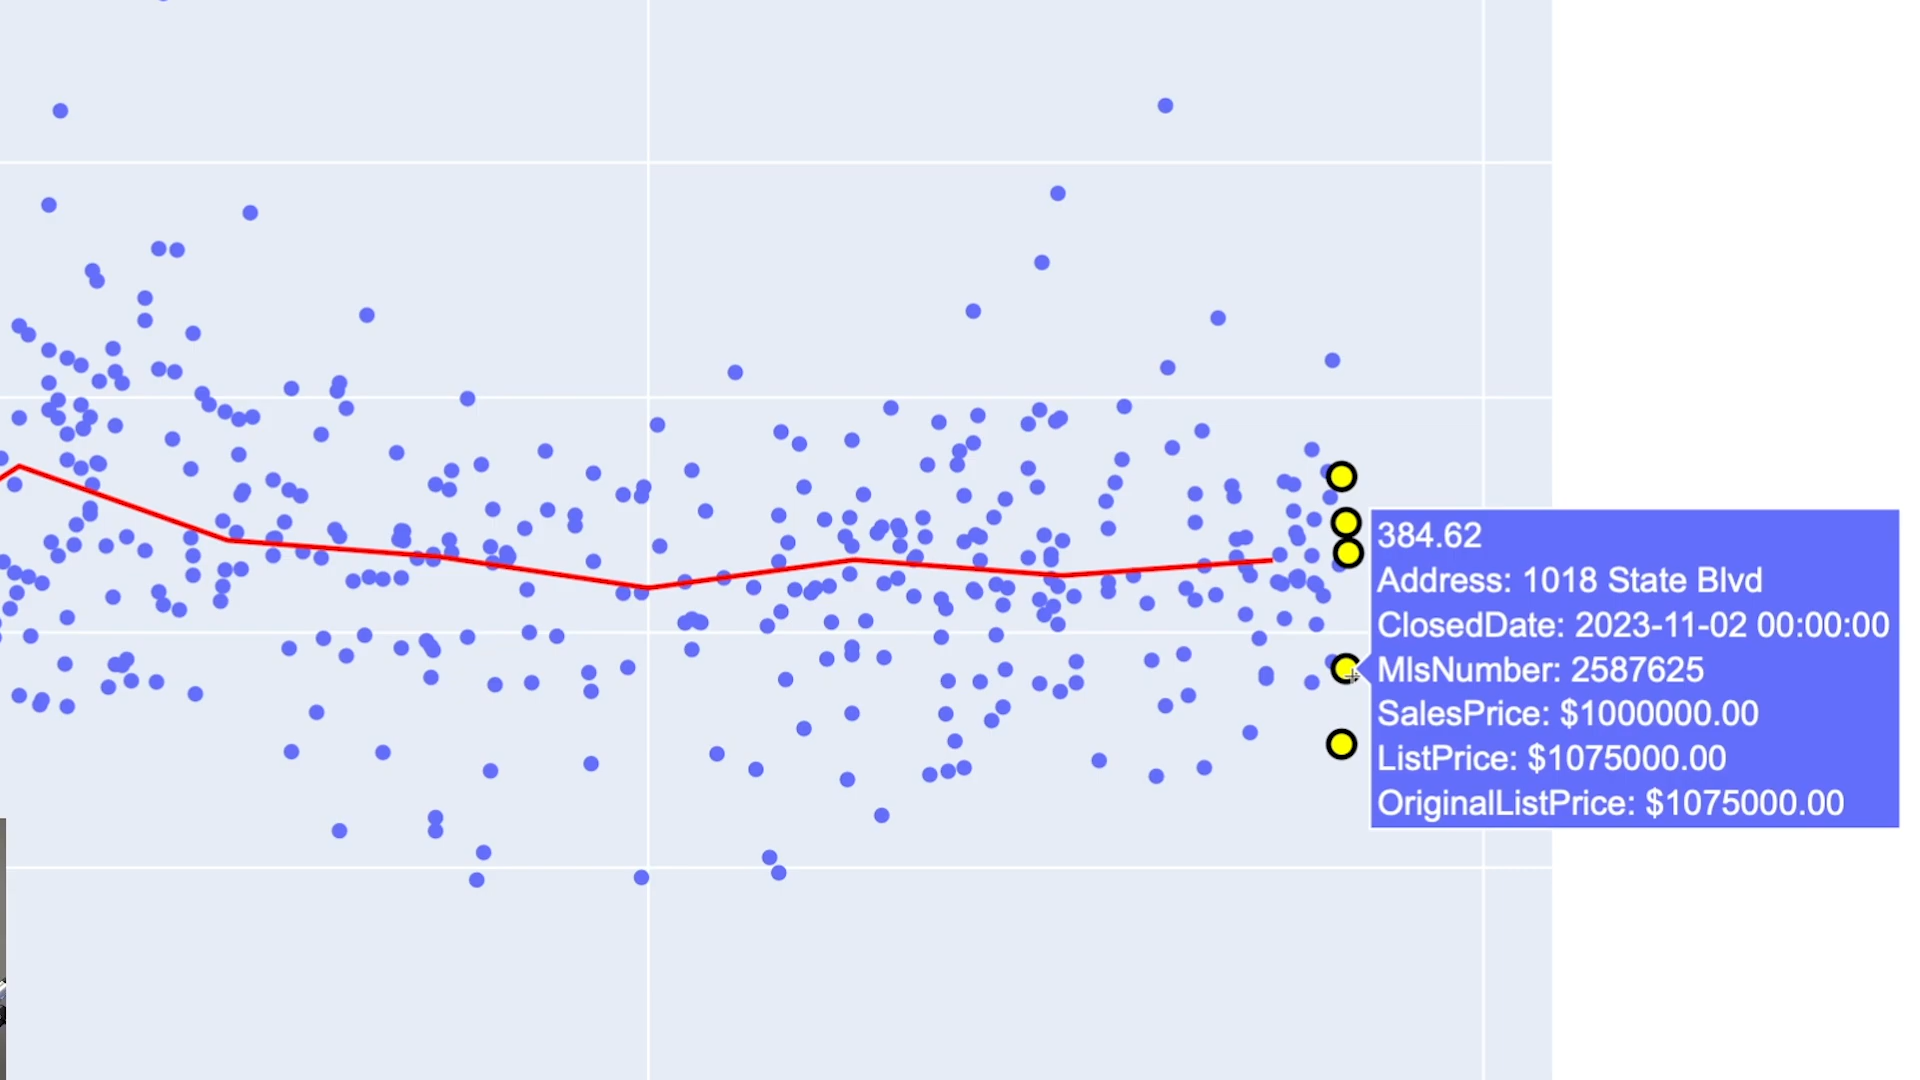 384.62
Address: 1018 State Blvd
ClosedDate: 2023-11-02 00:00:00
MlsNumber: 2587625
SalesPrice: $1000000.00
ListPrice: $1075000.00
OriginalListPrice: $1075000.00